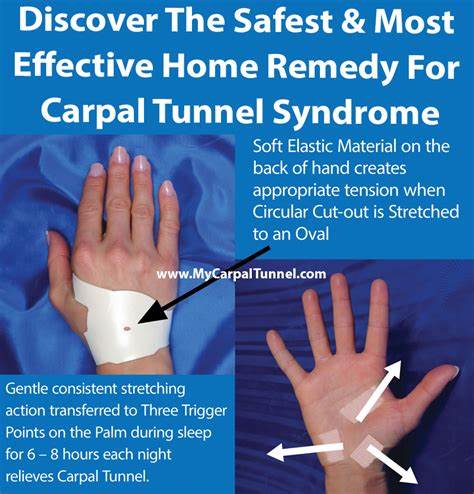 Discover The Safest & Most
Effective Home Remedy For
Carpal Tunnel Syndrome
Soft Elastic Material on the
back of hand creates
appropriate tension when
Circular Cut-out is Stretched
to an Oval
www.MyCarpalTunnel.com
Gentle consistent stretching
action transferred to Three Trigger
Points on the Palm during sleep
for 6 – 8 hours each night
relieves Carpal Tunnel.